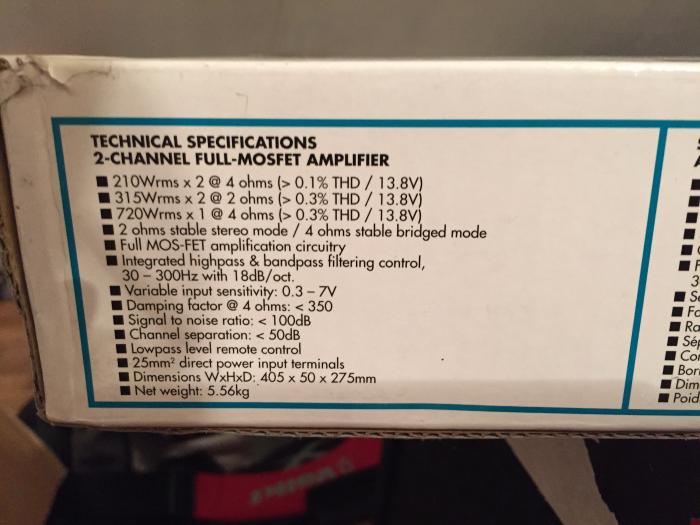 TECHNICAL SPECIFICATIONS
2-CHANNEL FULL-MOSFET AMPLIFIER
■ 210Wrms x 2 @ 4 ohms (> 0.1% THD / 13.8V)
■ 315Wrms x 2 @ 2 ohms (> 0.3% THD / 13.8V)
■ 720Wrms x 1 @ 4 ohms (> 0.3% THD / 13.8V)
■ 2 ohms stable stereo mode / 4 ohms stable bridged mode
■ Full MOS-FET amplification circuitry
■ Integrated highpass & bandpass filtering control,
30 – 300Hz with 18dB/oct.
■ Variable input sensitivity: 0.3 – 7V
■ Damping factor @ 4 ohms: < 350
■ Signal to noise ratio: < 100dB
■ Channel separation: < 50dB
■ Lowpass level remote control
■ 25mm² direct power input terminals
■ Dimensions WxHxD: 405 x 50 x 275mm
■ Net weight: 5.56kg